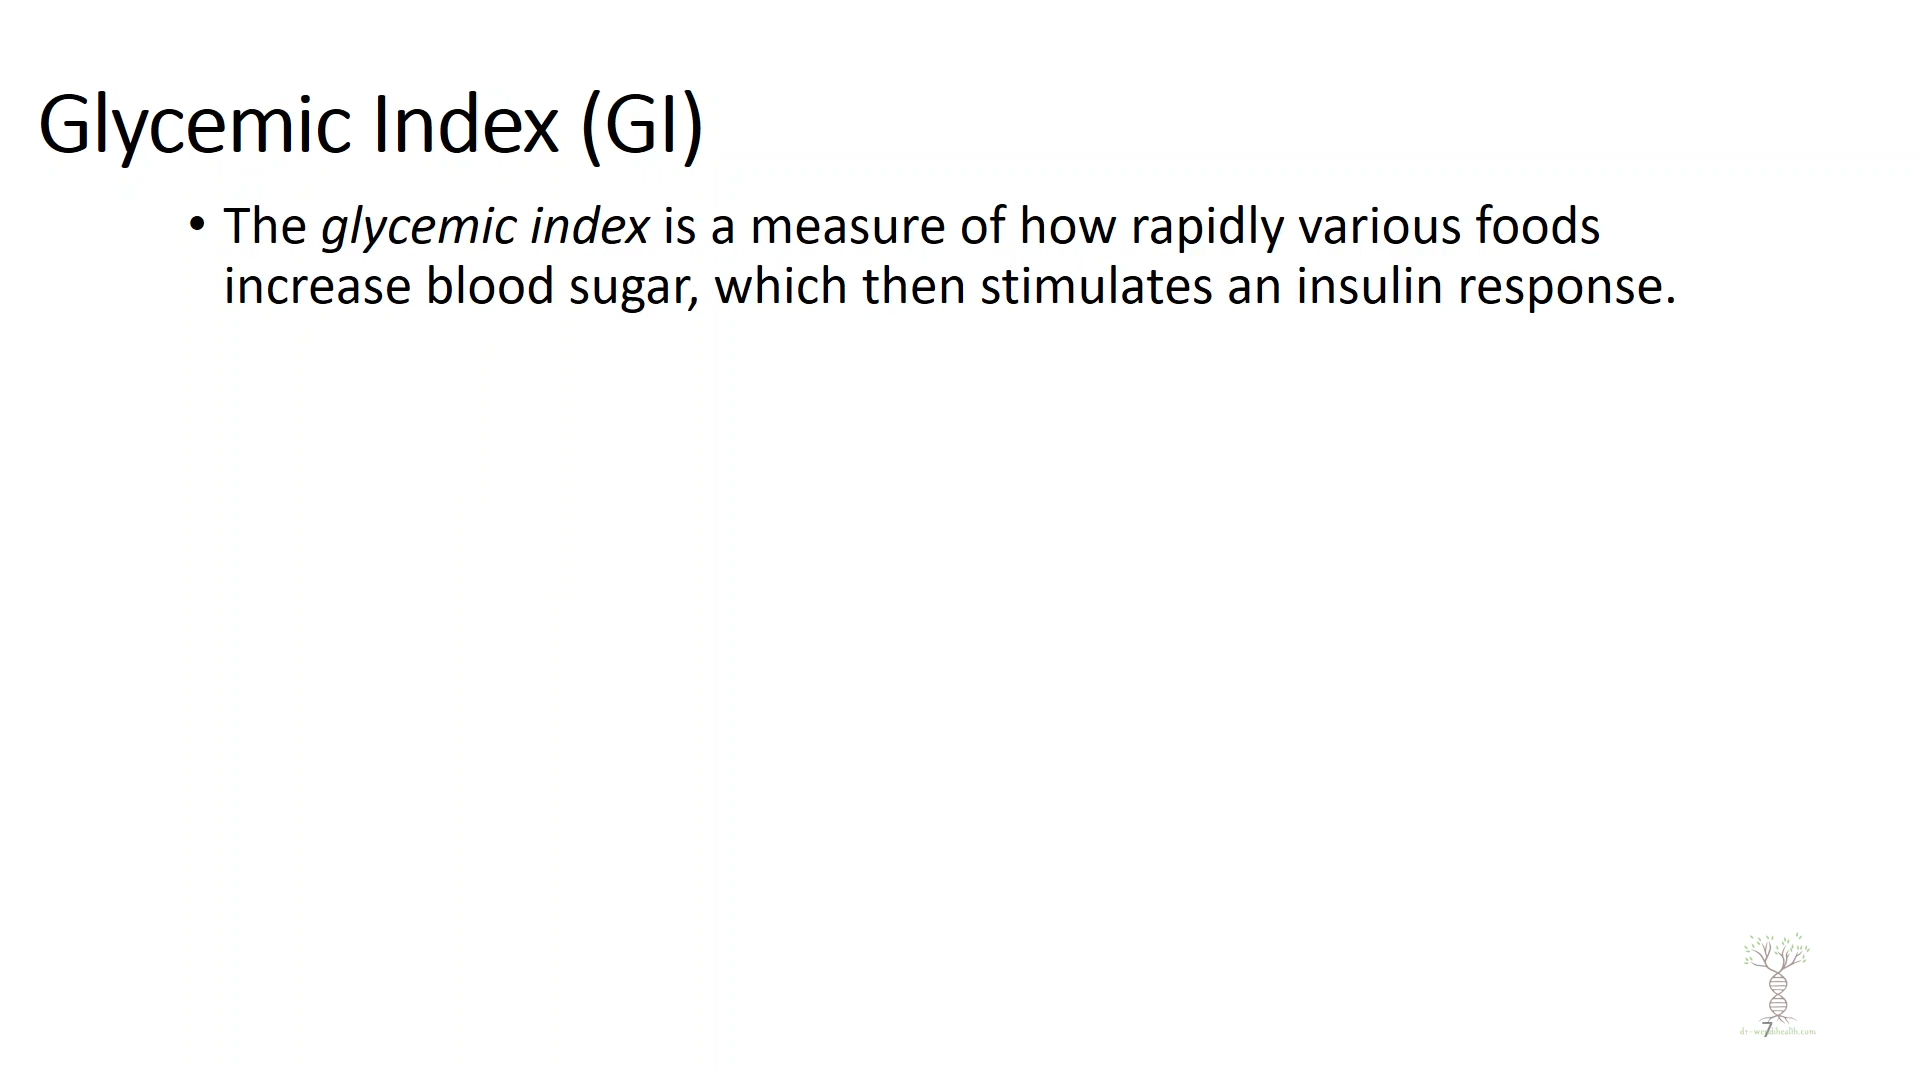 Glycemic Index (GI)
• The glycemic index is a measure of how rapidly various foods
increase blood sugar, which then stimulates an insulin response.
7